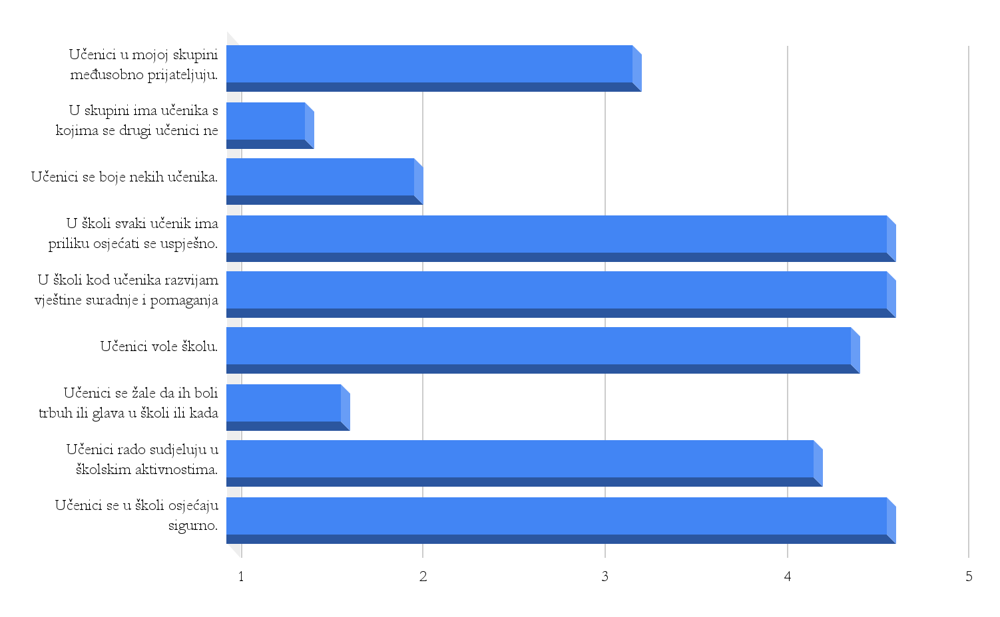 Učenici u mojoj skupini
međusobno prijateljuju.
U skupini ima učenika s
kojima se drugi učenici ne
Učenici se boje nekih učenika.
U školi svaki učenik ima
priliku osjećati se uspješno.
U školi kod učenika razvijam
vještine suradnje i pomaganja
Učenici vole školu.
Učenici se žale da ih boli
trbuh ili glava u školi ili kada
Učenici rado sudjeluju u
školskim aktivnostima.
Učenici se u školi osjećaju
sigurno.
1 2 3 4 5